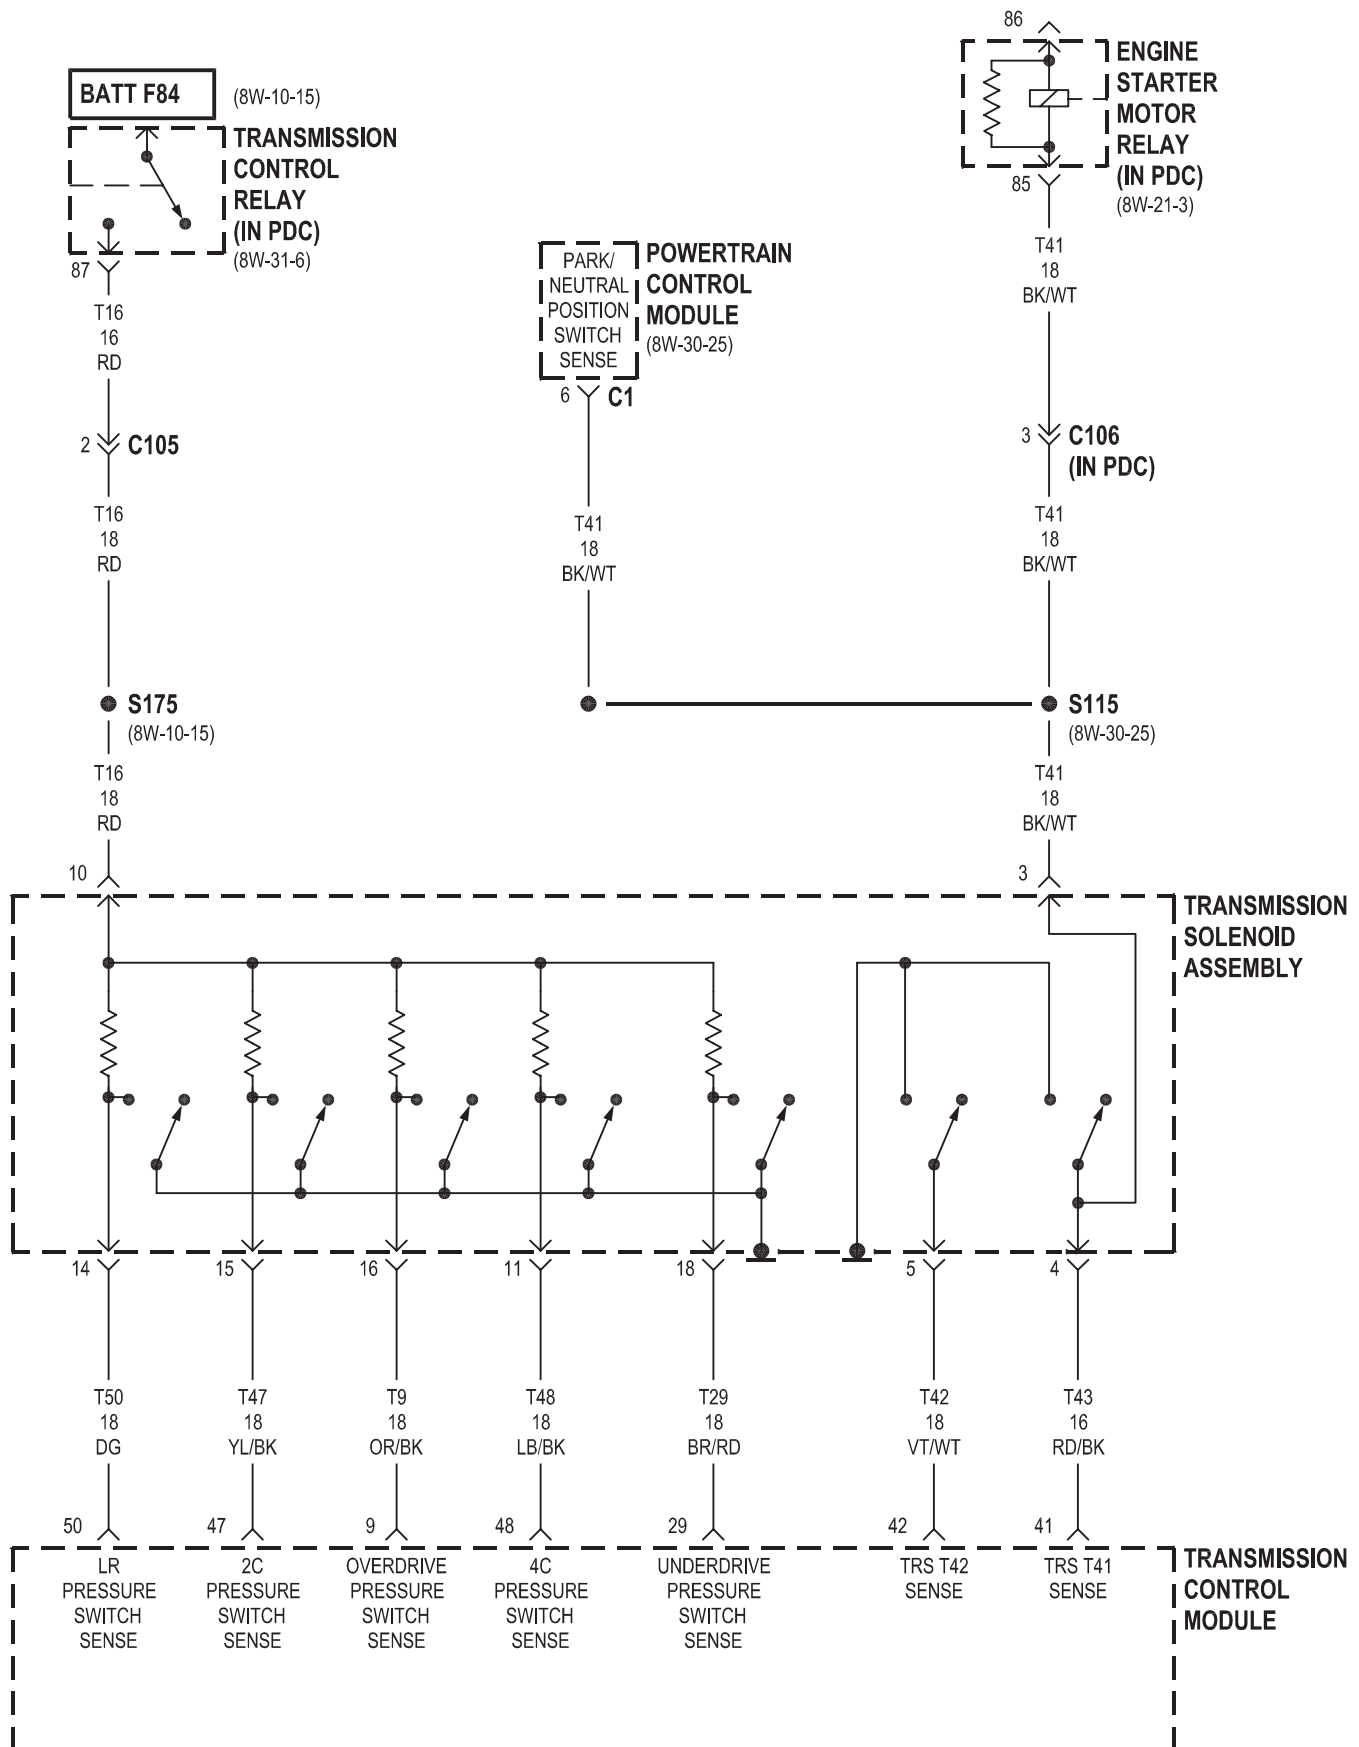 86
ENGINE
STARTER
MOTOR
RELAY
(IN PDC)
(8W-21-3)
85
BATT F84
(8W-10-15)
TRANSMISSION
CONTROL
RELAY
(IN PDC)
(8W-31-6)
87
PARK/
NEUTRAL
POSITION
SWITCH
SENSE
POWERTRAIN
CONTROL
MODULE
(8W-30-25)
6
C1
T16
16
RD
T41
18
BK/WT
2
C105
3
C106
(IN PDC)
T16
18
RD
T41
18
BK/WT
T41
18
BK/WT
S175
(8W-10-15)
S115
(8W-30-25)
T16
18
RD
T41
18
BK/WT
10
3
TRANSMISSION
SOLENOID
ASSEMBLY
14
15
16
11
18
5
4
T50
18
DG
T47
18
YL/BK
T9
18
OR/BK
T48
18
LB/BK
T29
18
BR/RD
T42
18
VT/WT
T43
16
RD/BK
50
47
9
48
29
42
41
LR
PRESSURE
SWITCH
SENSE
2C
PRESSURE
SWITCH
SENSE
OVERDRIVE
PRESSURE
SWITCH
SENSE
4C
PRESSURE
SWITCH
SENSE
UNDERDRIVE
PRESSURE
SWITCH
SENSE
TRS T42
SENSE
TRS T41
SENSE
TRANSMISSION
CONTROL
MODULE